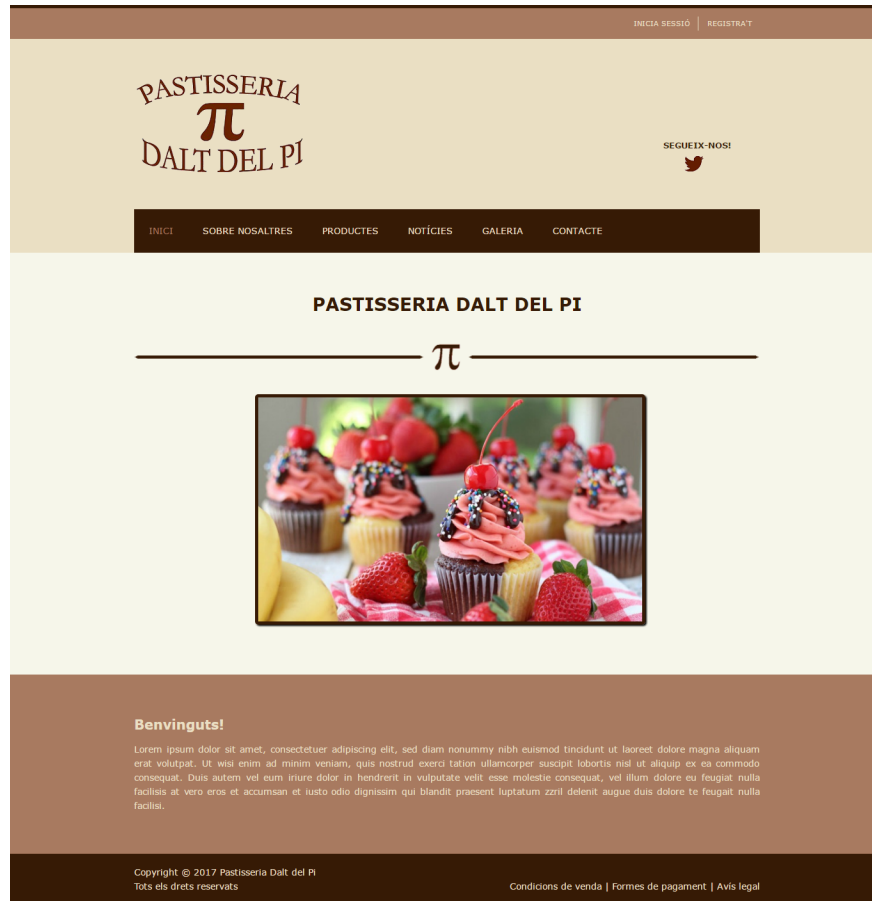 INICIA SESSIÓ | REGISTRA'T
PASTISSERIA
π
DALT DEL PI
SEGUEIX-NOS!
INICI SOBRE NOSALTRES PRODUCTES NOTÍCIES GALERIA CONTACTE
PASTISSERIA DALT DEL PI
π
Benvinguts!
Lorem ipsum dolor sit amet, consectetuer adipiscing elit, sed diam nonummy nibh euismod tincidunt ut laoreet dolore magna aliquam
erat volutpat. Ut wisi enim ad minim veniam, quis nostrud exerci tation ullamcorper suscipit lobortis nisl ut aliquip ex ea commodo
consequat. Duis autem vel eum iriure dolor in hendrerit in vulputate velit esse molestie consequat, vel illum dolore eu feugiat nulla
facilisis at vero eros et accumsan et iusto odio dignissim qui blandit praesent luptatum zzril delenit augue duis dolore te feugait nulla
facilisi.
Copyright © 2017 Pastisseria Dalt del Pi
Tots els drets reservats
Condicions de venda | Formes de pagament | Avís legal